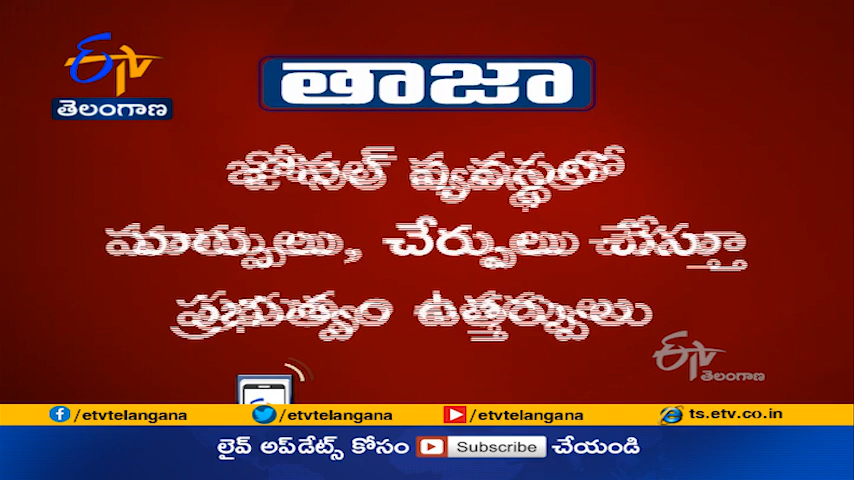 ETV
తెలంగాణ
తాజా
జోనల్ వ్యవస్థలో
మార్పులు, చేర్పులు చేస్తూ
ప్రభుత్వం ఉత్తర్వులు
ETV తెలంగాణ
/etvtelangana /etvtelangana /etvtelangana ts.etv.co.in
లైవ్ అప్‌డేట్స్ కోసం Subscribe చేయండి